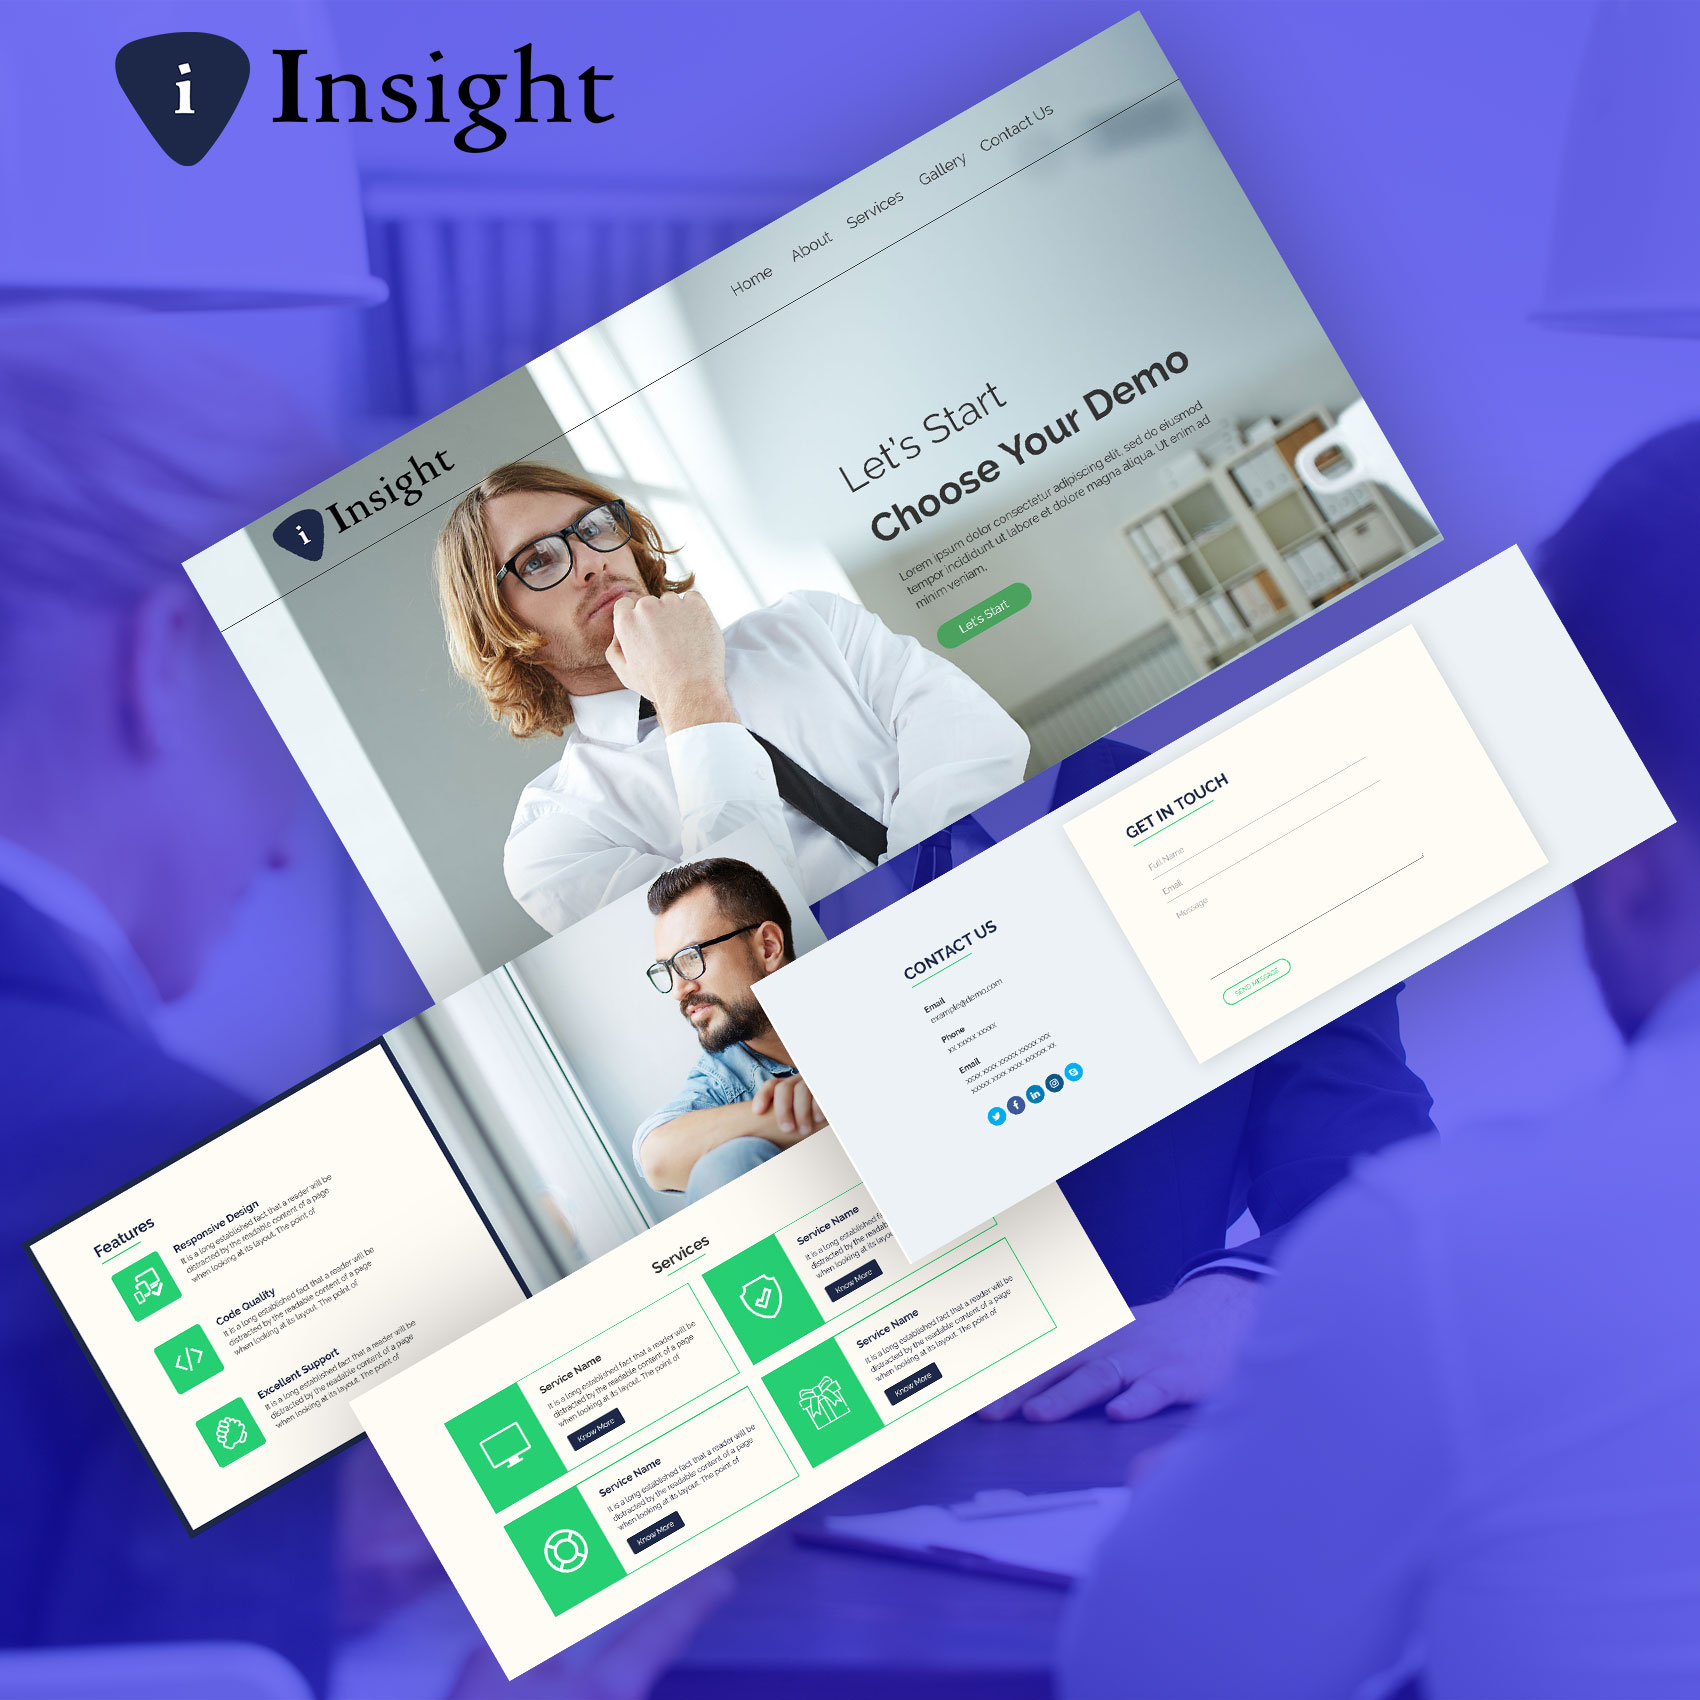 i Insight
Home About Services Gallery Contact Us
i Insight
Let's Start
Choose Your Demo
Lorem ipsum dolor consectetur adipiscing elit, sed do eiusmod
tempor incididunt ut labore et dolore magna aliqua. Ut enim ad
minim veniam,
Let's Start
GET IN TOUCH
Full Name
Email
Message
SEND MESSAGE
CONTACT US
Email
example@demo.com
Phone
xx xxxxx xxxxx
Email
xxxx xxxx xxxxx xxxxx xxx
xxxxx xxxx xxxx xxxxxx xx
Features
Responsive Design
It is a long established fact that a reader will be
distracted by the readable content of a page
when looking at its layout. The point of
Code Quality
It is a long established fact that a reader will be
distracted by the readable content of a page
when looking at its layout. The point of
Excellent Support
It is a long established fact that a reader will be
distracted by the readable content of a page
when looking at its layout. The point of
Services
Service Name
It is a long established fact that a reader will be
distracted by the readable content of a page
when looking at its layout. The point of
Know More
Service Name
It is a long established
distracted by the
when looking at its
Know More
Service Name
It is a long established fact that a reader will be
distracted by the readable content of a page
when looking at its layout. The point of
Know More
Service Name
It is a long established fact that a reader will be
distracted by the readable content of a page
when looking at its layout. The point of
Know More